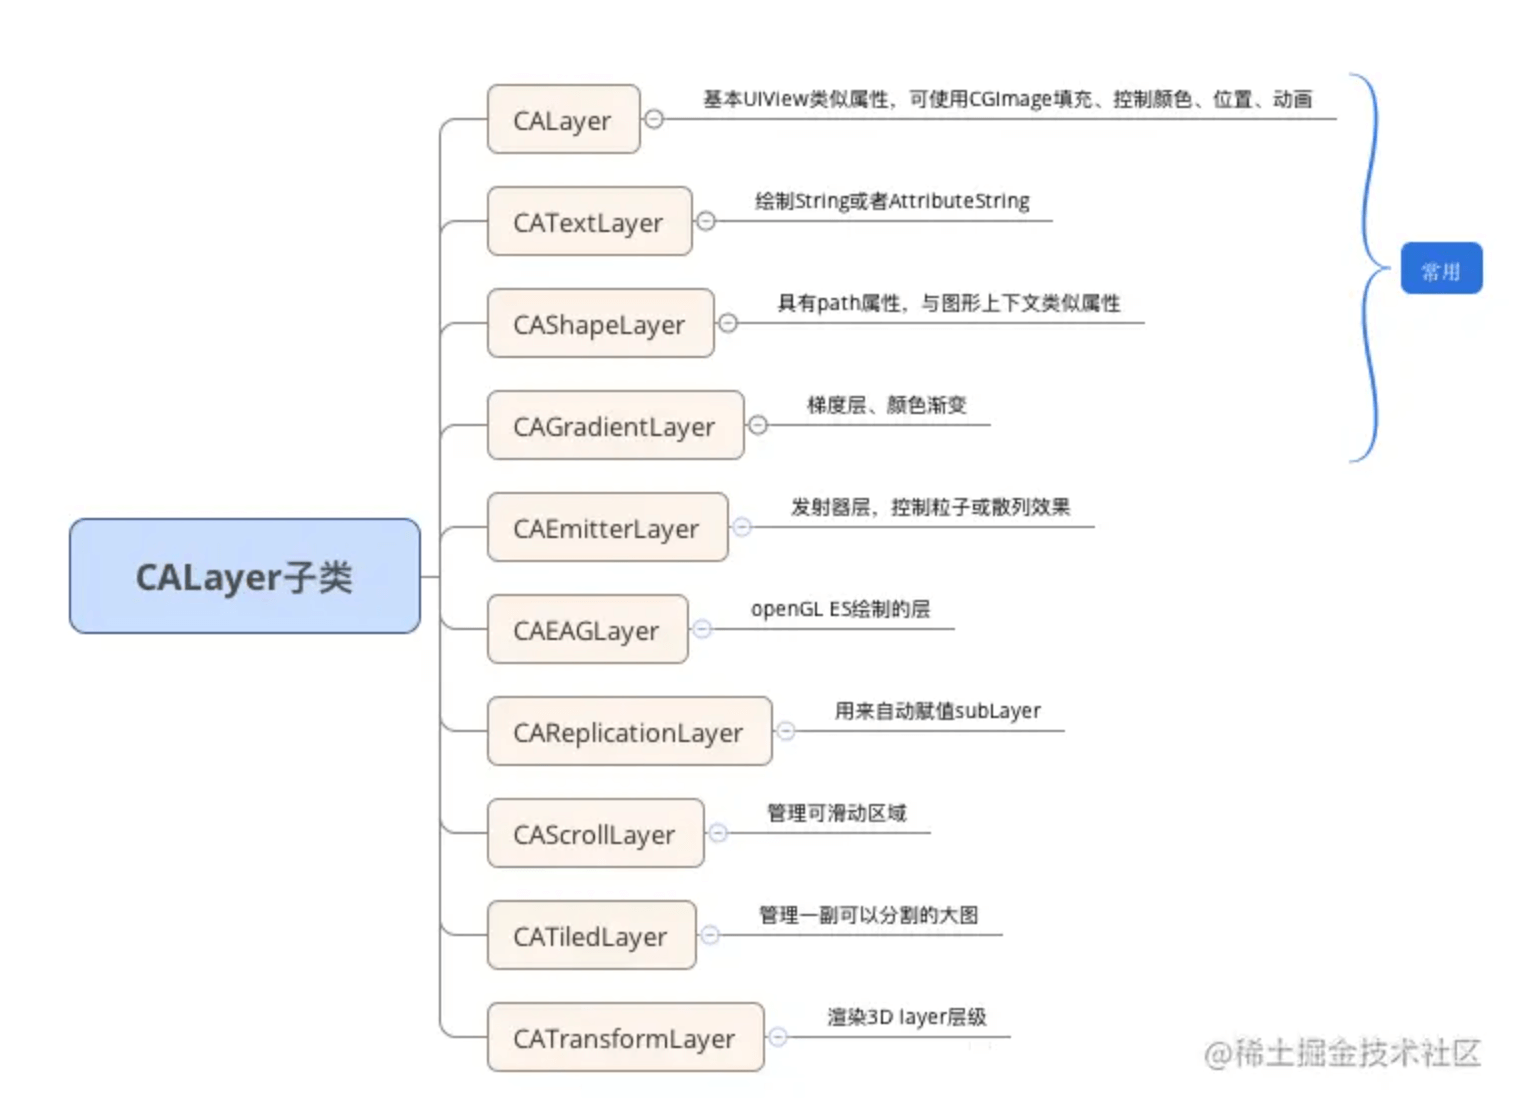 CALayer子类
CALayer
基本UIView类似属性，可使用CGImage填充、控制颜色、位置、动画
CATextLayer
绘制String或者AttributeString
CAShapeLayer
具有path属性，与图形上下文类似属性
CAGradientLayer
梯度层、颜色渐变
常用
CAEmitterLayer
发射器层，控制粒子或散列效果
CAEAGLayer
openGL ES绘制的层
CAReplicationLayer
用来自动赋值subLayer
CAScrollLayer
管理可滑动区域
CATiledLayer
管理一副可以分割的大图
CATransformLayer
渲染3D layer层级
@稀土掘金技术社区